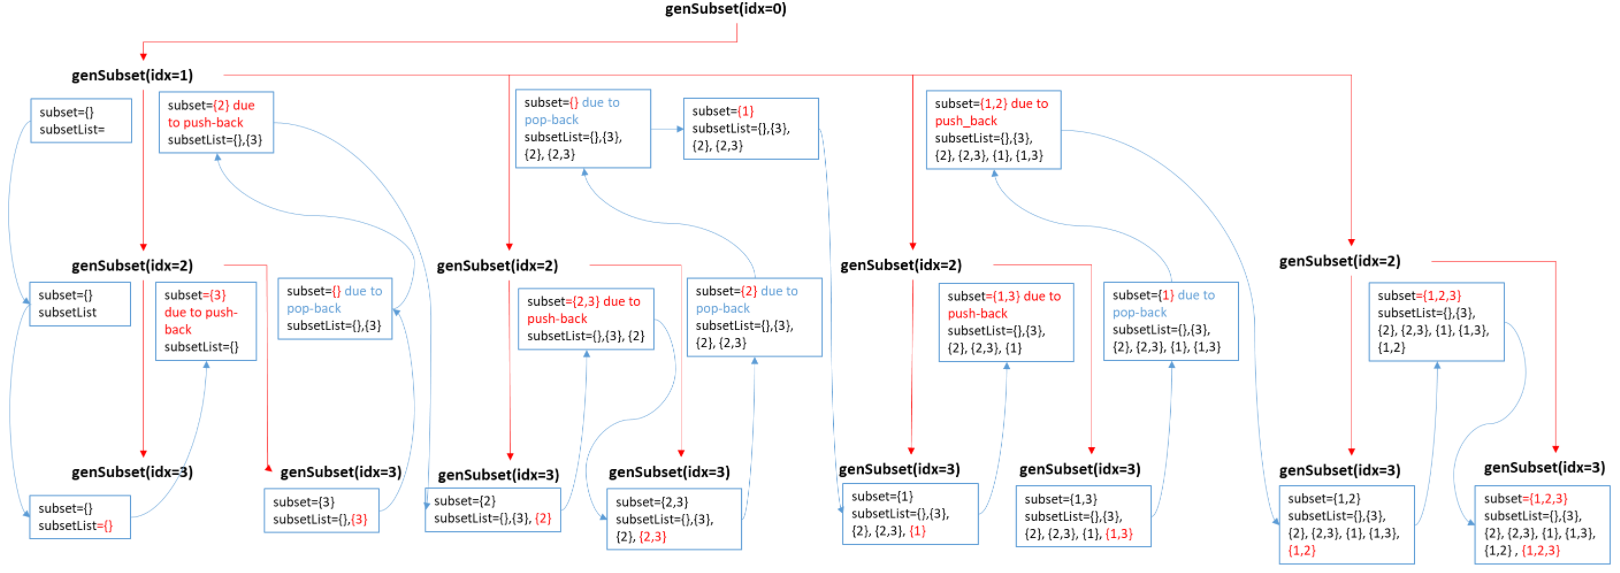 genSubset(idx=0)
genSubset(idx=1)
subset={}
subsetList=
subset={2} due
to push-back
subsetList={},{3}
subset={} due to
pop-back
subsetList={},{3},
{2}, {2,3}
subset={1}
subsetList={},{3},
{2}, {2,3}
subset={1,2} due to
push_back
subsetList={},{3},
{2}, {2,3}, {1}, {1,3}
genSubset(idx=2)
genSubset(idx=2)
genSubset(idx=2)
genSubset(idx=2)
subset={}
subsetList
subset={3}
due to push-
back
subsetList={}
subset={} due to
pop-back
subsetList={},{3}
subset={2,3} due to
push-back
subsetList={},{3}, {2}
subset={2} due to
pop-back
subsetList={},{3},
{2}, {2,3}
subset={1,3} due to
push-back
subsetList={},{3},
{2}, {2,3}, {1}
subset={1} due to
pop-back
subsetList={},{3},
{2}, {2,3}, {1}, {1,3}
subset={1,2,3}
subsetList={},{3},
{2}, {2,3}, {1}, {1,3},
{1,2}
genSubset(idx=3)
genSubset(idx=3)
genSubset(idx=3)
genSubset(idx=3)
genSubset(idx=3)
genSubset(idx=3)
genSubset(idx=3)
genSubset(idx=3)
subset={}
subsetList={}
subset={3}
subsetList={},{3}
subset={2}
subsetList={},{3}, {2}
subset={2,3}
subsetList={},{3},
{2}, {2,3}
subset={1}
subsetList={},{3},
{2}, {2,3}, {1}
subset={1,3}
subsetList={},{3},
{2}, {2,3}, {1}, {1,3}
subset={1,2}
subsetList={},{3},
{2}, {2,3}, {1}, {1,3},
{1,2}
subset={1,2,3}
subsetList={},{3},
{2}, {2,3}, {1}, {1,3},
{1,2} , {1,2,3}